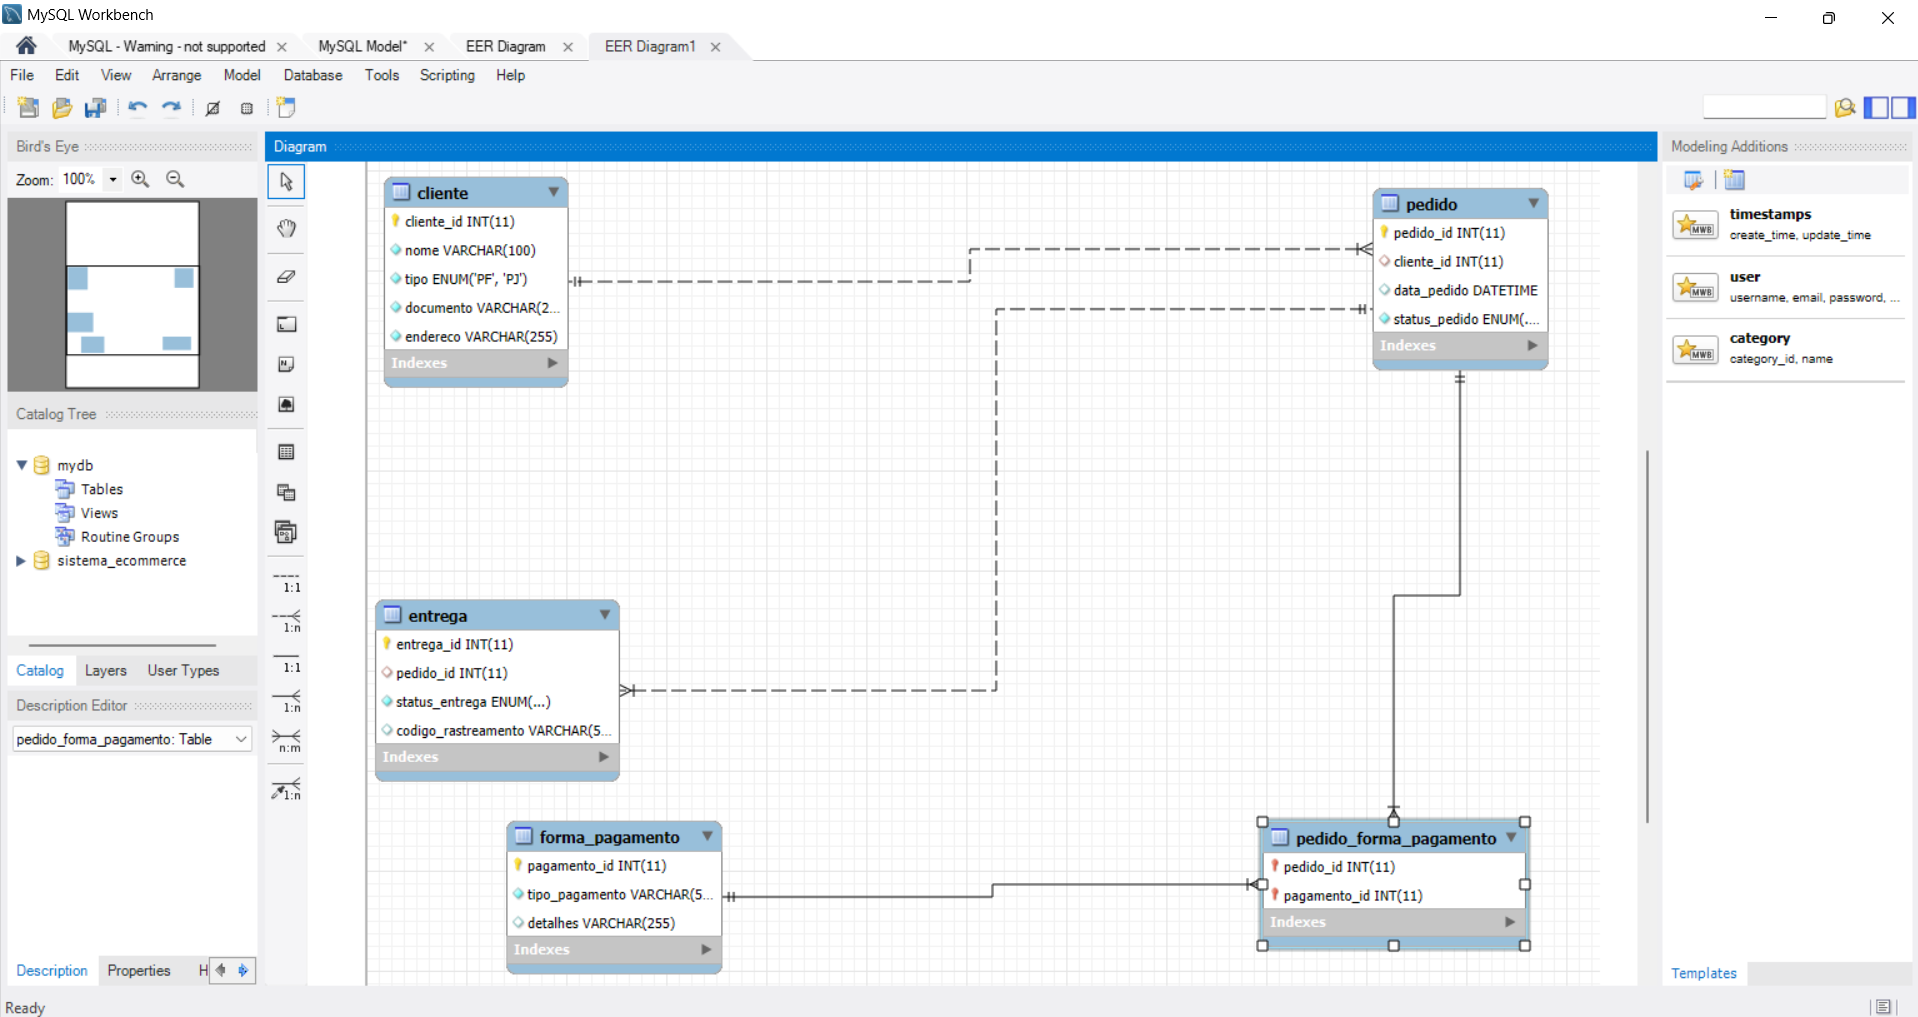 MySQL Workbench
MySQL - Warning - not supported
MySQL Model*
EER Diagram
EER Diagram1
File Edit View Arrange Model Database Tools Scripting Help
Bird's Eye
Zoom: 100%
Catalog Tree
mydb
Tables
Views
Routine Groups
sistema_ecommerce
Catalog Layers User Types
Description Editor
pedido_forma_pagamento: Table
Description Properties H
Ready
1:1
1:n
1:1
1:n
n:m
1:n
Diagram
cliente
cliente_id INT(11)
nome VARCHAR(100)
tipo ENUM('PF', 'PJ')
documento VARCHAR(2...
endereco VARCHAR(255)
Indexes
pedido
pedido_id INT(11)
cliente_id INT(11)
data_pedido DATETIME
status_pedido ENUM(....
Indexes
entrega
entrega_id INT(11)
pedido_id INT(11)
status_entrega ENUM(...)
codigo_rastreamento VARCHAR(5...
Indexes
forma_pagamento
pagamento_id INT(11)
tipo_pagamento VARCHAR(5...
detalhes VARCHAR(255)
Indexes
pedido_forma_pagamento
pedido_id INT(11)
pagamento_id INT(11)
Indexes
Modeling Additions
MWB
timestamps
create_time, update_time
MWB
user
username, email, password, ...
MWB
category
category_id, name
Templates